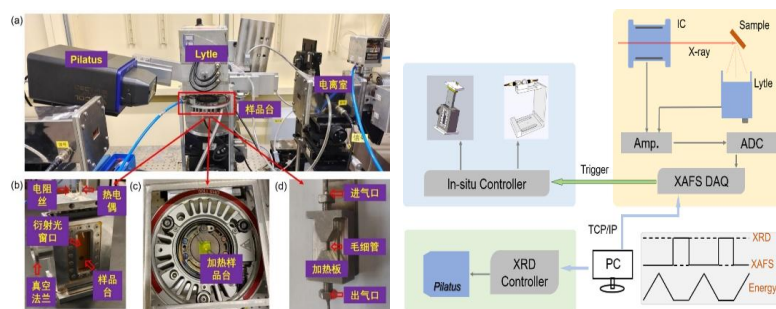 (a)
Pilatus
Lytle
电离室
样品台
(b)
电阻
丝
热电
偶
衍射光
窗口
真空
法兰
样品
台
(c)
加热样
品台
(d)
进气口
毛细管
加热板
出气口
IC
Sample
X-ray
Lytle
Amp.
ADC
In-situ Controller
Trigger
XAFS DAQ
TCP/IP
Pilatus
XRD
Controller
PC
XRD
XAFS
Energy